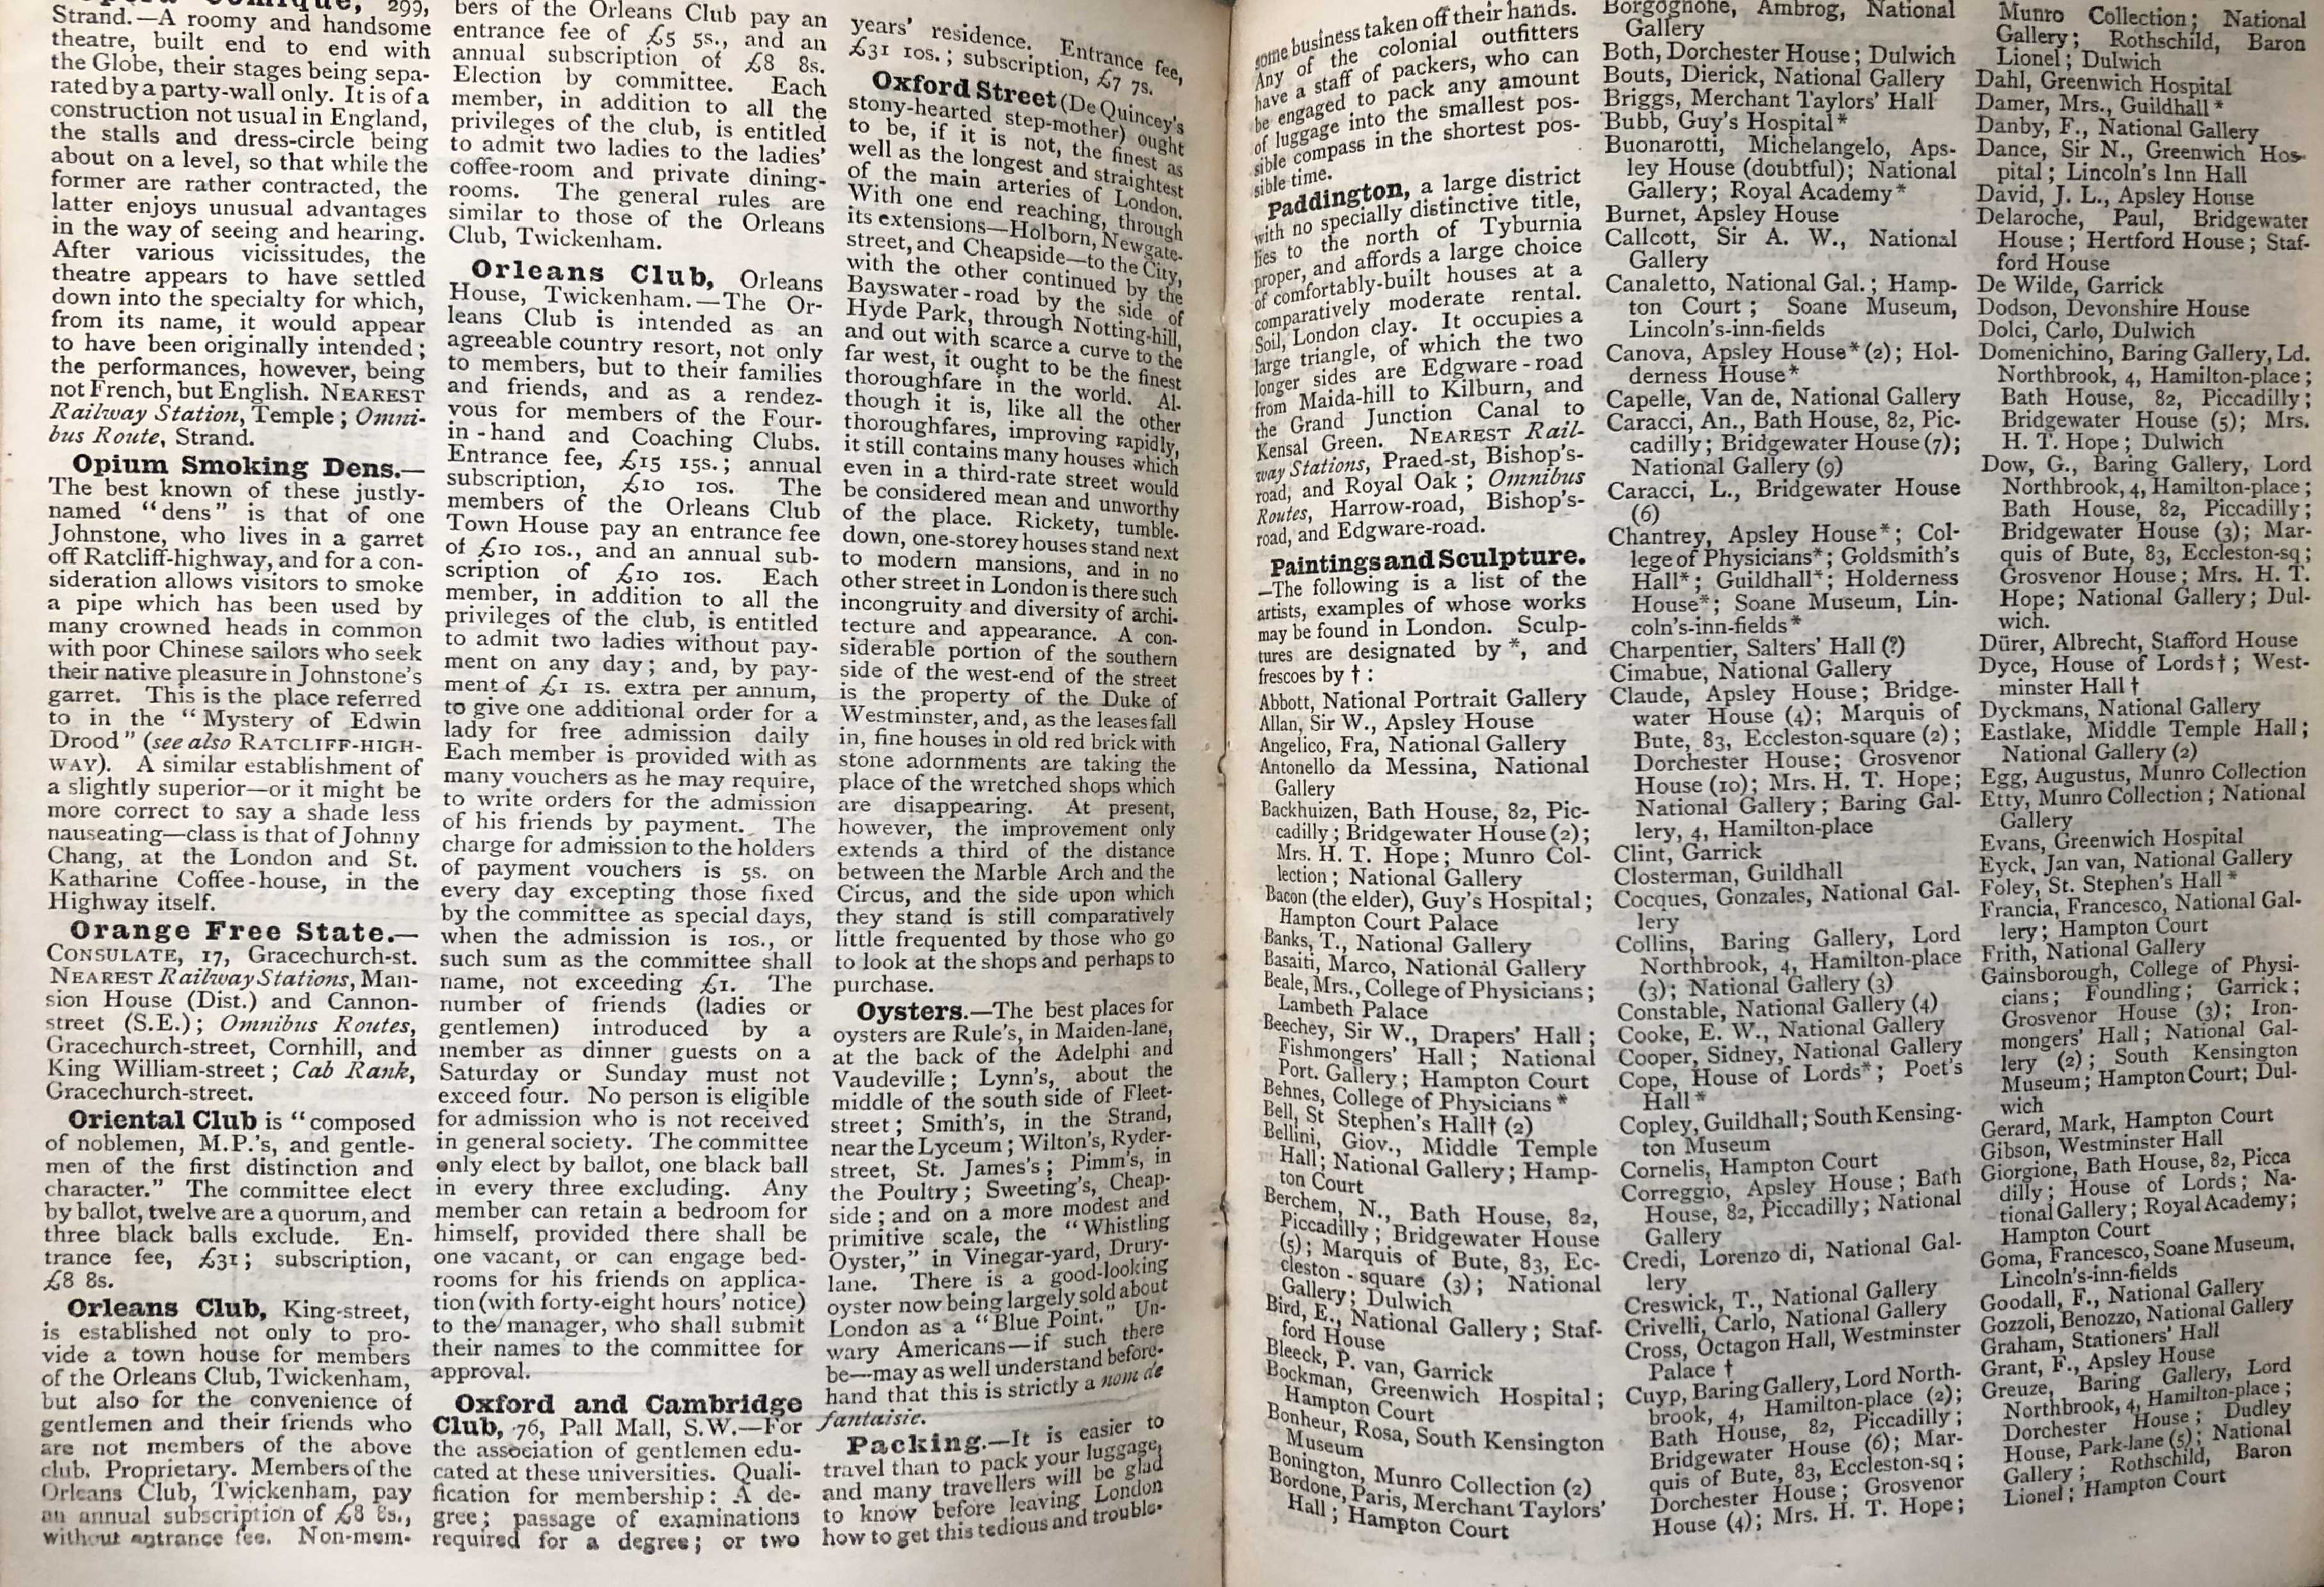 Opera Comique, 299,
Strand.—A roomy and handsome
theatre, built end to end with
the Globe, their stages being sepa-
rated by a party-wall only. It is of a
construction not usual in England,
the stalls and dress-circle being
about on a level, so that while the
former are rather contracted, the
latter enjoys unusual advantages
in the way of seeing and hearing.
After various vicissitudes, the
theatre appears to have settled
down into the specialty for which,
from its name, it would appear
to have been originally intended;
the performances, however, being
not French, but English. NEAREST
Railway Station, Temple; Omni-
bus Route, Strand.
Opium Smoking Dens.—
The best known of these justly-
named "dens" is that of one
Johnstone, who lives in a garret
off Ratcliff-highway, and for a con-
sideration allows visitors to smoke
a pipe which has been used by
many crowned heads in common
with poor Chinese sailors who seek
their native pleasure in Johnstone's
garret. This is the place referred
to in the "Mystery of Edwin
Drood" (see also RATCLIFF-HIGH-
WAY). A similar establishment of
a slightly superior—or it might be
more correct to say a shade less
nauseating—class is that of Johnny
Chang, at the London and St.
Katharine Coffee-house, in the
Highway itself.
Orange Free State.—
CONSULATE, 17, Gracechurch-st.
NEAREST Railway Stations, Man-
sion House (Dist.) and Cannon-
street (S.E.); Omnibus Routes,
Gracechurch-street, Cornhill, and
King William-street; Cab Rank,
Gracechurch-street.
Oriental Club is "composed
of noblemen, M.P.'s, and gentle-
men of the first distinction and
character." The committee elect
by ballot, twelve are a quorum, and
three black balls exclude. En-
trance fee, £31; subscription,
£8 8s.
Orleans Club, King-street,
is established not only to pro-
vide a town house for members
of the Orleans Club, Twickenham,
but also for the convenience of
gentlemen and their friends who
are not members of the above
club. Proprietary. Members of the
Orleans Club, Twickenham, pay
an annual subscription of £8 8s.,
without entrance fee. Non-mem-
bers of the Orleans Club pay an
entrance fee of £5 5s., and an
annual subscription of £8 8s.
Election by committee. Each
member, in addition to all the
privileges of the club, is entitled
to admit two ladies to the ladies'
coffee-room and private dining-
rooms. The general rules are
similar to those of the Orleans
Club, Twickenham.
Orleans Club, Orleans
House, Twickenham.—The Or-
leans Club is intended as an
agreeable country resort, not only
to members, but to their families
and friends, and as a rendez-
vous for members of the Four-
in-hand and Coaching Clubs.
Entrance fee, £15 15s.; annual
subscription, £10 10s. The
members of the Orleans Club
Town House pay an entrance fee
of £10 10s., and an annual sub-
scription of £10 10s. Each
member, in addition to all the
privileges of the club, is entitled
to admit two ladies without pay-
ment on any day; and, by pay-
ment of £1 1s. extra per annum,
to give one additional order for a
lady for free admission daily
Each member is provided with as
many vouchers as he may require,
to write orders for the admission
of his friends by payment. The
charge for admission to the holders
of payment vouchers is 5s. on
every day excepting those fixed
by the committee as special days,
when the admission is 10s., or
such sum as the committee shall
name, not exceeding £1. The
number of friends (ladies or
gentlemen) introduced by a
member as dinner guests on a
Saturday or Sunday must not
exceed four. No person is eligible
for admission who is not received
in general society. The committee
only elect by ballot, one black ball
in every three excluding. Any
member can retain a bedroom for
himself, provided there shall be
one vacant, or can engage bed-
rooms for his friends on applica-
tion (with forty-eight hours' notice)
to the manager, who shall submit
their names to the committee for
approval.
Oxford and Cambridge
Club, 76, Pall Mall, S.W.—For
the association of gentlemen edu-
cated at these universities. Quali-
fication for membership: A de-
gree; passage of examinations
required for a degree; or two
years' residence. Entrance fee,
£31 10s.; subscription, £7 7s.
Oxford Street (De Quincey's
stony-hearted step-mother) ought
to be, if it is not, the finest as
well as the longest and straightest
of the main arteries of London.
With one end reaching, through
its extensions—Holborn, Newgate-
street, and Cheapside—to the City,
with the other continued by the
Bayswater-road by the side of
Hyde Park, through Notting-hill,
and out with scarce a curve to the
far west, it ought to be the finest
thoroughfare in the world. Al-
though it is, like all the other
thoroughfares, improving rapidly,
it still contains many houses which
even in a third-rate street would
be considered mean and unworthy
of the place. Rickety, tumble-
down, one-storey houses stand next
to modern mansions, and in no
other street in London is there such
incongruity and diversity of archi-
tecture and appearance. A con-
siderable portion of the southern
side of the west-end of the street
is the property of the Duke of
Westminster, and, as the leases fall
in, fine houses in old red brick with
stone adornments are taking the
place of the wretched shops which
are disappearing. At present,
however, the improvement only
extends a third of the distance
between the Marble Arch and the
Circus, and the side upon which
they stand is still comparatively
little frequented by those who go
to look at the shops and perhaps to
purchase.
Oysters.—The best places for
oysters are Rule's, in Maiden-lane,
at the back of the Adelphi and
Vaudeville; Lynn's, about the
middle of the south side of Fleet-
street; Smith's, in the Strand,
near the Lyceum; Wilton's, Ryder-
street, St. James's; Pimm's, in
the Poultry; Sweeting's, Cheap-
side; and on a more modest and
primitive scale, the "Whistling
Oyster," in Vinegar-yard, Drury-
lane. There is a good-looking
oyster now being largely sold about
London as a "Blue Point." Un-
wary Americans—if such there
be—may as well understand before-
hand that this is strictly a nom de
fantaisie.
Packing.—It is easier to
travel than to pack your luggage,
and many travellers will be glad
to know before leaving London
how to get this tedious and trouble-
some business taken off their hands.
Any of the colonial outfitters
have a staff of packers, who can
be engaged to pack any amount
of luggage into the smallest pos-
sible compass in the shortest pos-
sible time.
Paddington, a large district
with no specially distinctive title,
lies to the north of Tyburnia
proper, and affords a large choice
of comfortably-built houses at a
comparatively moderate rental.
Soil, London clay. It occupies a
large triangle, of which the two
longer sides are Edgware-road
from Maida-hill to Kilburn, and
the Grand Junction Canal to
Kensal Green. NEAREST Rail-
way Stations, Praed-st, Bishop's-
road, and Royal Oak; Omnibus
Routes, Harrow-road, Bishop's-
road, and Edgware-road.
Paintings and Sculpture.
—The following is a list of the
artists, examples of whose works
may be found in London. Sculp-
tures are designated by *, and
frescoes by †:
Abbott, National Portrait Gallery
Allan, Sir W., Apsley House
Angelico, Fra, National Gallery
Antonello da Messina, National
Gallery
Backhuizen, Bath House, 82, Pic-
cadilly; Bridgewater House (2);
Mrs. H. T. Hope; Munro Col-
lection; National Gallery
Bacon (the elder), Guy's Hospital;
Hampton Court Palace
Banks, T., National Gallery
Basaiti, Marco, National Gallery
Beale, Mrs., College of Physicians;
Lambeth Palace
Beechey, Sir W., Drapers' Hall;
Fishmongers' Hall; National
Port. Gallery; Hampton Court
Behnes, College of Physicians*
Bell, St Stephen's Hall† (2)
Bellini, Giov., Middle Temple
Hall; National Gallery; Hamp-
ton Court
Berchem, N., Bath House, 82,
Piccadilly; Bridgewater House
(5); Marquis of Bute, 83, Ec-
cleston-square (3); National
Gallery; Dulwich
Bird, E., National Gallery; Staf-
ford House
Bleeck, P. van, Garrick
Bockman, Greenwich Hospital;
Hampton Court
Bonheur, Rosa, South Kensington
Museum
Bonington, Munro Collection (2)
Bordone, Paris, Merchant Taylors'
Hall; Hampton Court
Borgognone, Ambrog, National
Gallery
Both, Dorchester House; Dulwich
Bouts, Dierick, National Gallery
Briggs, Merchant Taylors' Hall
Bubb, Guy's Hospital*
Buonarotti, Michelangelo, Aps-
ley House (doubtful); National
Gallery; Royal Academy*
Burnet, Apsley House
Callcott, Sir A. W., National
Gallery
Canaletto, National Gal.; Hamp-
ton Court; Soane Museum,
Lincoln's-inn-fields
Canova, Apsley House* (2); Hol-
derness House*
Capelle, Van de, National Gallery
Caracci, An., Bath House, 82, Pic-
cadilly; Bridgewater House (7);
National Gallery (9)
Caracci, L., Bridgewater House
(6)
Chantrey, Apsley House*; Col-
lege of Physicians*; Goldsmith's
Hall*; Guildhall*; Holderness
House*; Soane Museum, Lin-
coln's-inn-fields*
Charpentier, Salters' Hall (?)
Cimabue, National Gallery
Claude, Apsley House; Bridge-
water House (4); Marquis of
Bute, 83, Eccleston-square (2);
Dorchester House; Grosvenor
House (10); Mrs. H. T. Hope;
National Gallery; Baring Gal-
lery, 4, Hamilton-place
Clint, Garrick
Closterman, Guildhall
Cocques, Gonzales, National Gal-
lery
Collins, Baring Gallery, Lord
Northbrook, 4, Hamilton-place
(3); National Gallery (3)
Constable, National Gallery (4)
Cooke, E. W., National Gallery
Cooper, Sidney, National Gallery
Cope, House of Lords*; Poet's
Hall*
Copley, Guildhall; South Kensing-
ton Museum
Cornelis, Hampton Court
Correggio, Apsley House; Bath
House, 82, Piccadilly; National
Gallery
Credi, Lorenzo di, National Gal-
lery
Creswick, T., National Gallery
Crivelli, Carlo, National Gallery
Cross, Octagon Hall, Westminster
Palace †
Cuyp, Baring Gallery, Lord North-
brook, 4, Hamilton-place (2);
Bath House, 82, Piccadilly;
Bridgewater House (6); Mar-
quis of Bute, 83, Eccleston-sq;
Dorchester House; Grosvenor
House (4); Mrs. H. T. Hope;
Munro Collection; National
Gallery; Rothschild, Baron
Lionel; Dulwich
Dahl, Greenwich Hospital
Damer, Mrs., Guildhall*
Danby, F., National Gallery
Dance, Sir N., Greenwich Hos-
pital; Lincoln's Inn Hall
David, J. L., Apsley House
Delaroche, Paul, Bridgewater
House; Hertford House; Staf-
ford House
De Wilde, Garrick
Dodson, Devonshire House
Dolci, Carlo, Dulwich
Domenichino, Baring Gallery, Ld.
Northbrook, 4, Hamilton-place;
Bath House, 82, Piccadilly;
Bridgewater House (5); Mrs.
H. T. Hope; Dulwich
Dow, G., Baring Gallery, Lord
Northbrook, 4, Hamilton-place;
Bath House, 82, Piccadilly;
Bridgewater House (3); Mar-
quis of Bute, 83, Eccleston-sq;
Grosvenor House; Mrs. H. T.
Hope; National Gallery; Dul-
wich.
Dürer, Albrecht, Stafford House
Dyce, House of Lords†; West-
minster Hall †
Dyckmans, National Gallery
Eastlake, Middle Temple Hall;
National Gallery (2)
Egg, Augustus, Munro Collection
Etty, Munro Collection; National
Gallery
Evans, Greenwich Hospital
Eyck, Jan van, National Gallery
Foley, St. Stephen's Hall*
Francia, Francesco, National Gal-
lery; Hampton Court
Frith, National Gallery
Gainsborough, College of Physi-
cians; Foundling; Garrick;
Grosvenor House (3); Iron-
mongers' Hall; National Gal-
lery (2); South Kensington
Museum; Hampton Court; Dul-
wich
Gerard, Mark, Hampton Court
Gibson, Westminster Hall
Giorgione, Bath House, 82, Picca
dilly; House of Lords; Na-
tional Gallery; Royal Academy;
Hampton Court
Goma, Francesco, Soane Museum,
Lincoln's-inn-fields
Goodall, F., National Gallery
Gozzoli, Benozzo, National Gallery
Graham, Stationers' Hall
Grant, F., Apsley House
Greuze, Baring Gallery, Lord
Northbrook, 4, Hamilton-place;
Dorchester House; Dudley
House, Park-lane (5); National
Gallery; Rothschild, Baron
Lionel; Hampton Court